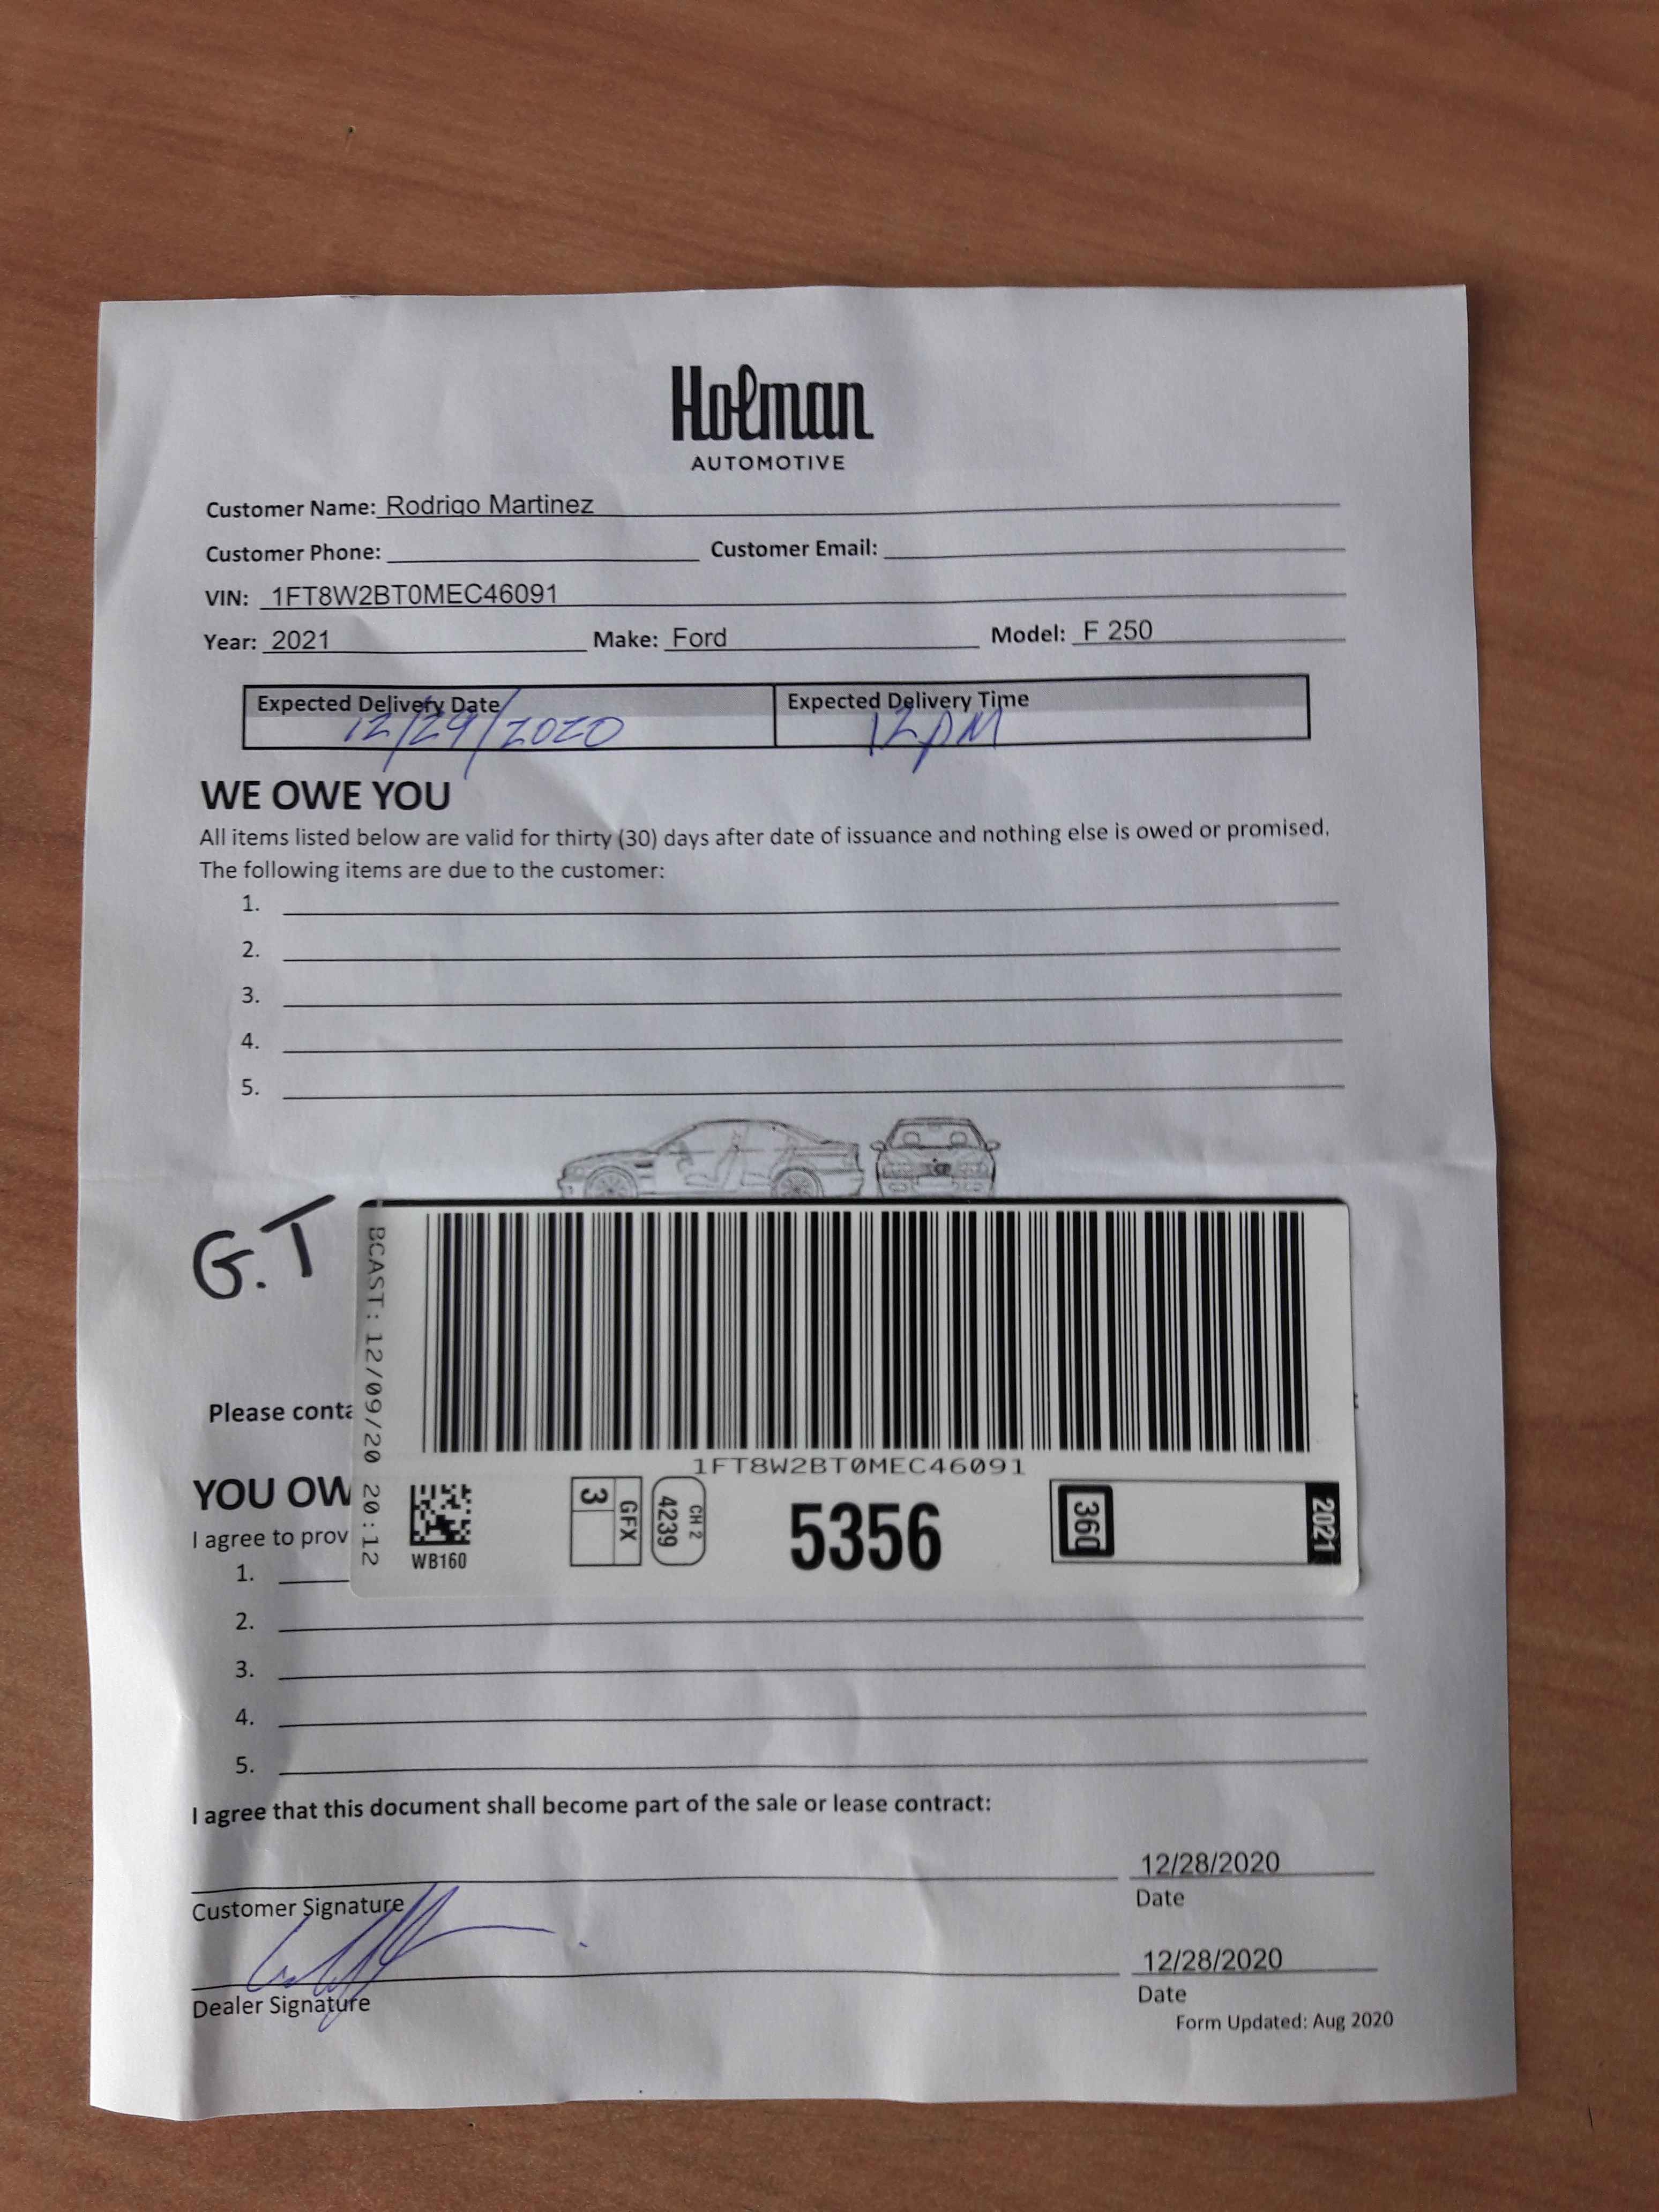 Holman
AUTOMOTIVE
Customer Name: Rodrigo Martinez
Customer Phone: Customer Email:
VIN: 1FT8W2BT0MEC46091
Year: 2021 Make: Ford Model: F 250
Expected Delivery Date Expected Delivery Time
12/29/2020 12pm
WE OWE YOU
All items listed below are valid for thirty (30) days after date of issuance and nothing else is owed or promised.
The following items are due to the customer:
1.
2.
3.
4.
5.
G.T
BCAST: 12/09/20 20:12
Please conta
1FT8W2BT0MEC46091
YOU OW
WB160
3 GFX
4239 CH 2
5356
360
2021
I agree to prov
1.
2.
3.
4.
5.
I agree that this document shall become part of the sale or lease contract:
12/28/2020
Customer Signature Date
12/28/2020
Dealer Signature Date
Form Updated: Aug 2020